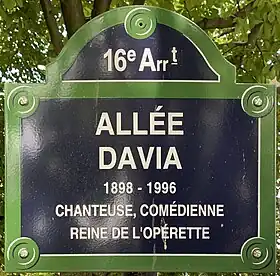 16e Arrt
ALLÉE
DAVIA
1898 - 1996
CHANTEUSE, COMÉDIENNE
REINE DE L'OPÉRETTE